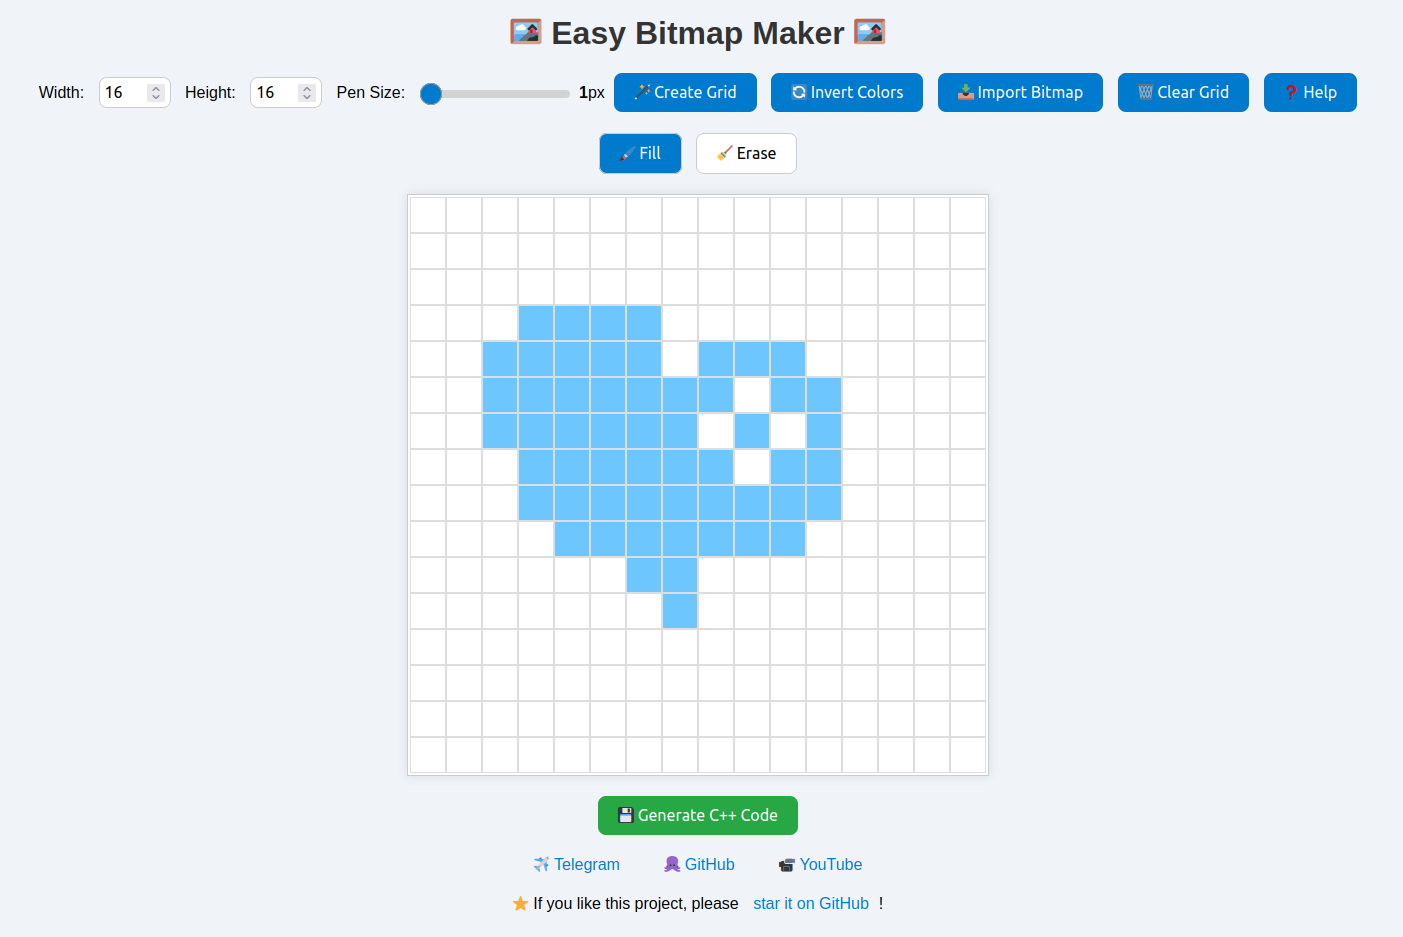 Easy Bitmap Maker
Width: 16 Height: 16 Pen Size: 1px Create Grid Invert Colors Import Bitmap Clear Grid Help
Fill Erase
Generate C++ Code
Telegram GitHub YouTube
If you like this project, please star it on GitHub !